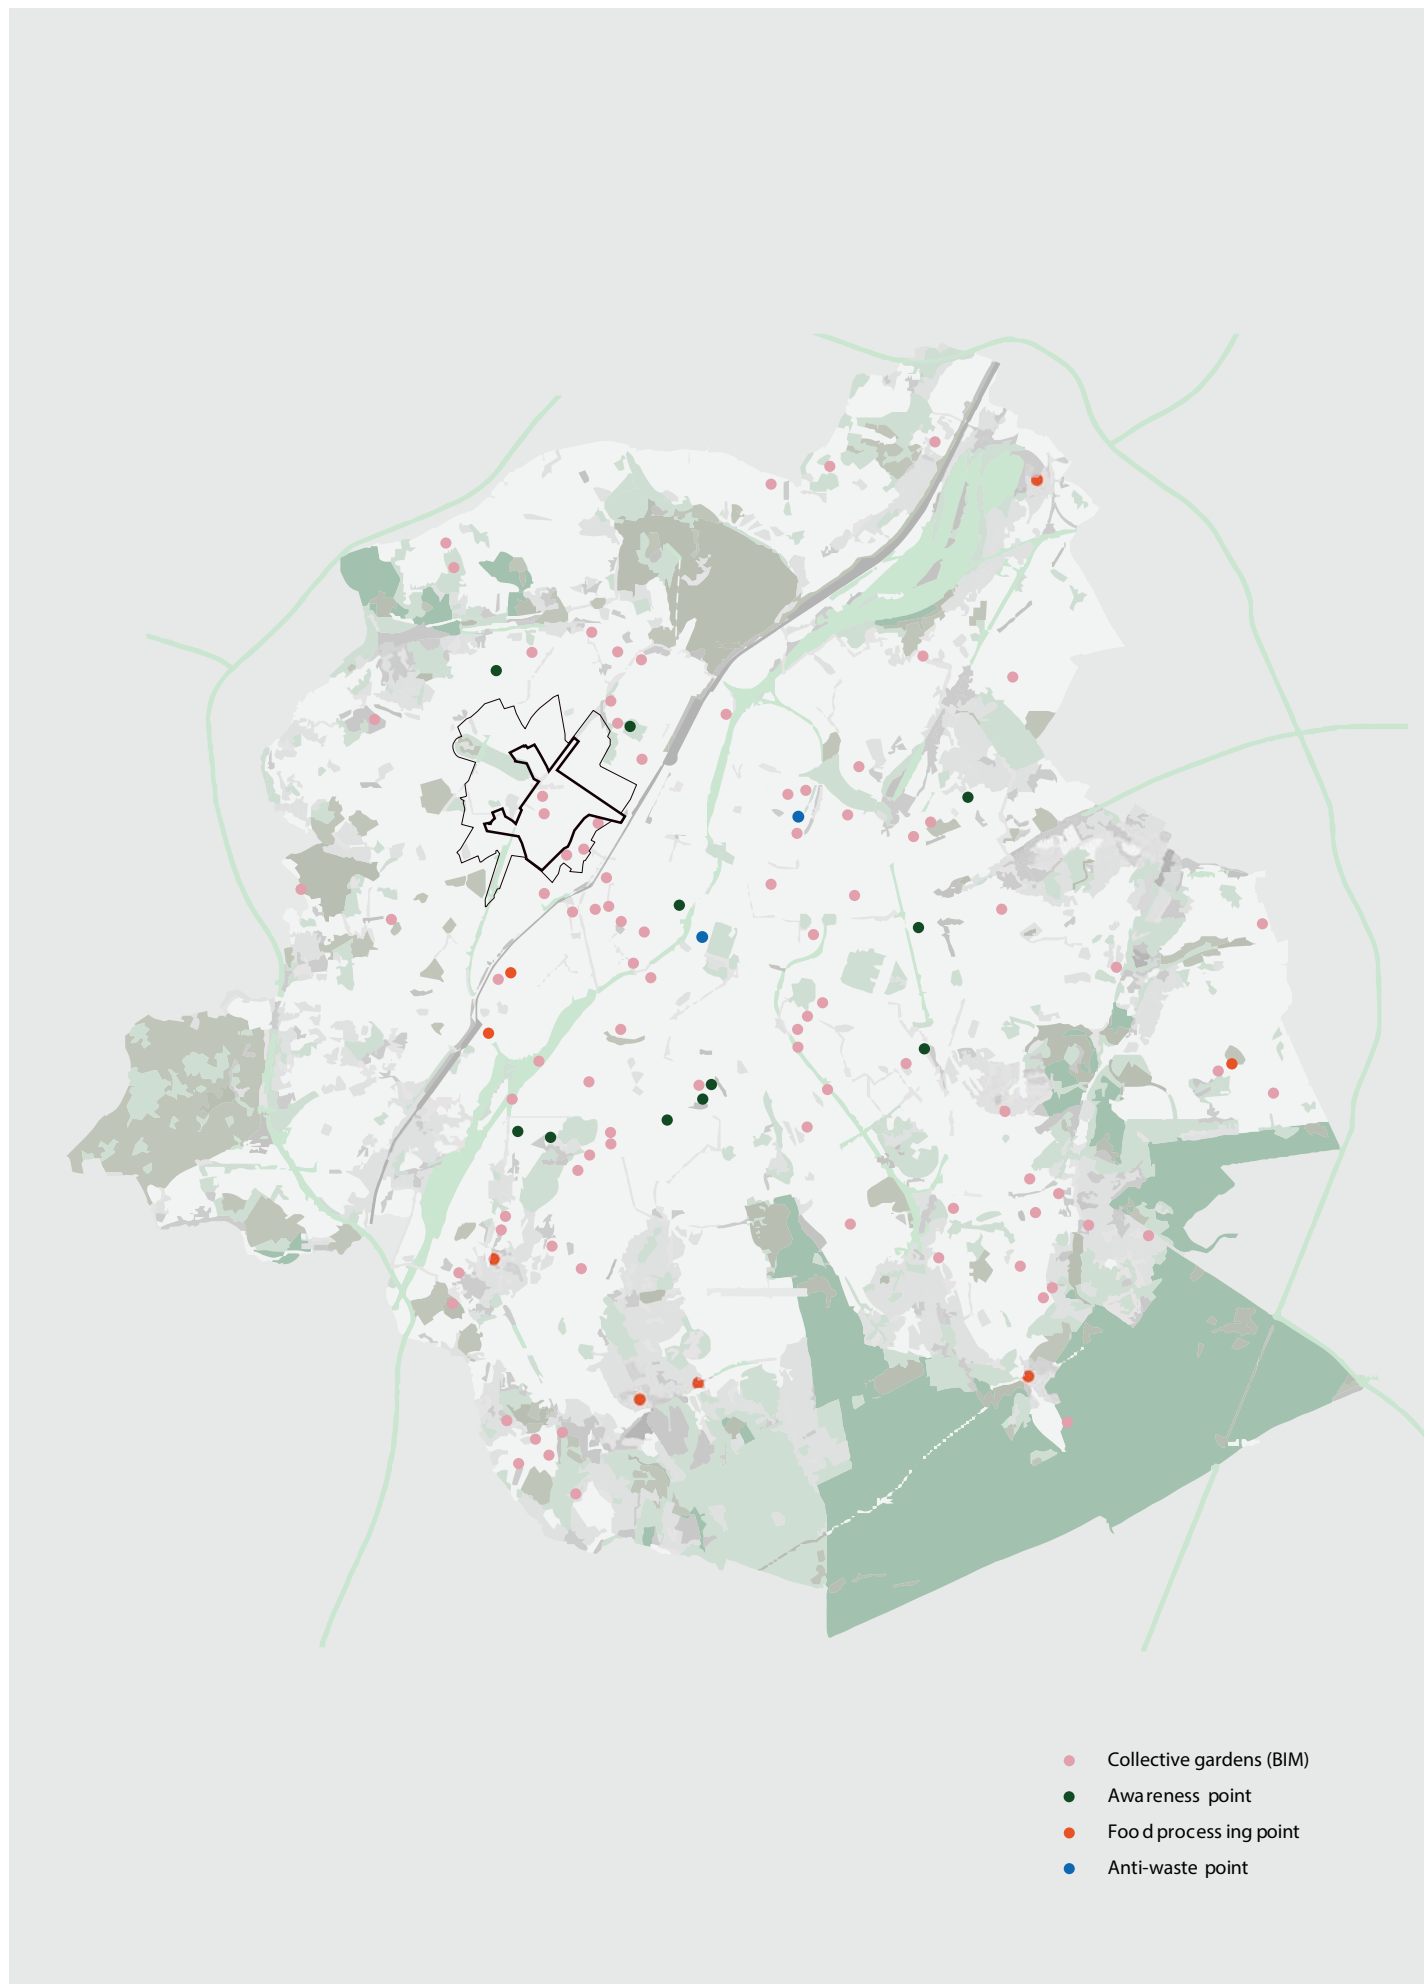 Collective gardens (BIM)
Awareness point
Food processing point
Anti-waste point